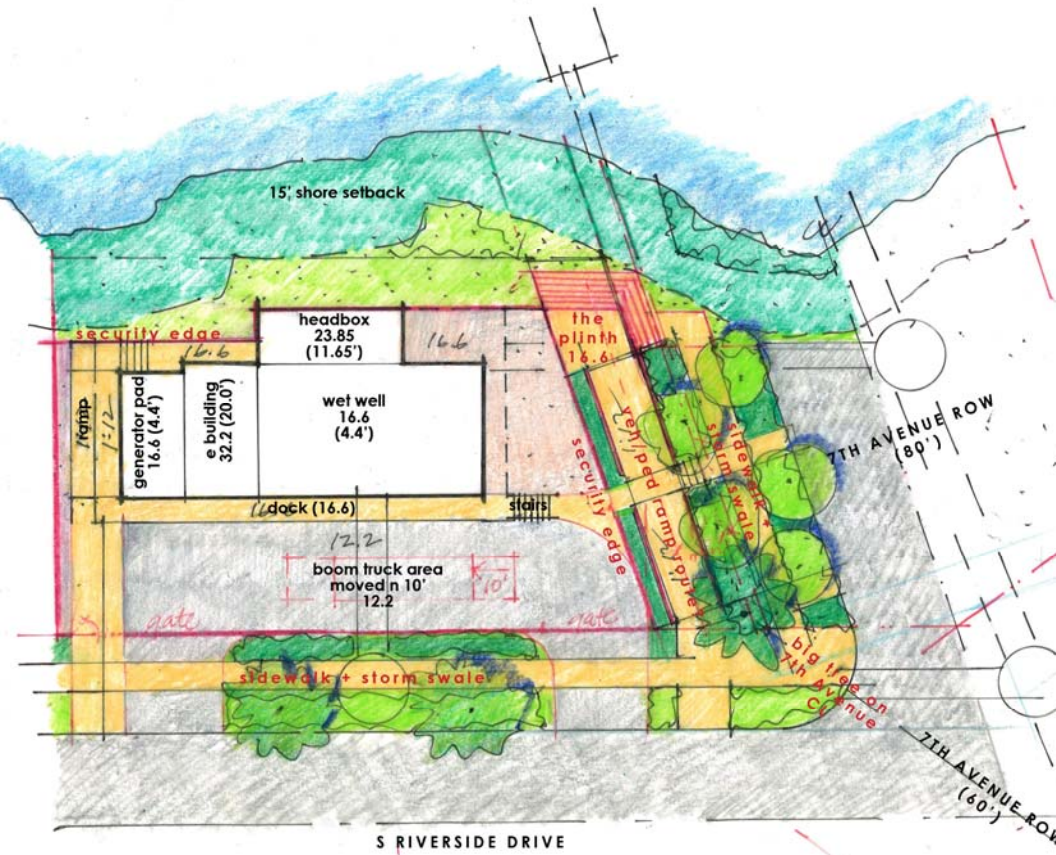 15' shore setback
security edge
headbox
23.85
(11.65')
16.6
the
plinth
16.6
16.6
ramp
1:12
generator pad
16.6 (4.4')
e building
32.2 (20.0')
wet well
16.6
(4.4')
veh/ped ramp route
sidewalk +
storm swale
7TH AVENUE ROW
(80')
security edge
dock (16.6)
stairs
12.2
boom truck area
moved n 10'
12.2
10'
gate
gate
sidewalk + storm swale
big tree on
7th Avenue
7TH AVENUE ROW
(60')
S RIVERSIDE DRIVE